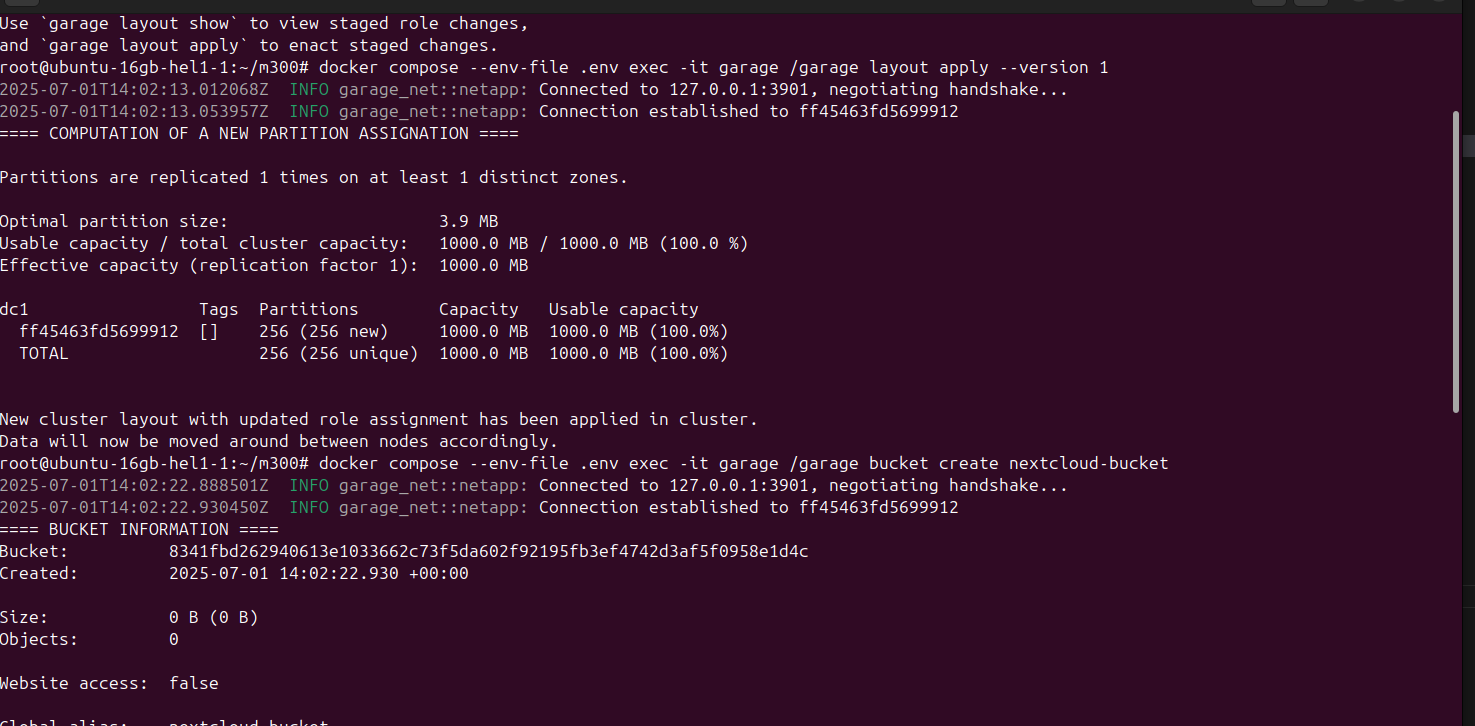 Use `garage layout show` to view staged role changes,
and `garage layout apply` to enact staged changes.
root@ubuntu-16gb-hel1-1:~/m300# docker compose --env-file .env exec -it garage /garage layout apply --version 1
2025-07-01T14:02:13.012068Z  INFO garage_net::netapp: Connected to 127.0.0.1:3901, negotiating handshake...
2025-07-01T14:02:13.053957Z  INFO garage_net::netapp: Connection established to ff45463fd5699912
==== COMPUTATION OF A NEW PARTITION ASSIGNATION ====
Partitions are replicated 1 times on at least 1 distinct zones.
Optimal partition size:                     3.9 MB
Usable capacity / total cluster capacity:   1000.0 MB / 1000.0 MB (100.0 %)
Effective capacity (replication factor 1):  1000.0 MB
dc1                 Tags  Partitions        Capacity   Usable capacity
  ff45463fd5699912  []    256 (256 new)     1000.0 MB  1000.0 MB (100.0%)
  TOTAL                   256 (256 unique)  1000.0 MB  1000.0 MB (100.0%)
New cluster layout with updated role assignment has been applied in cluster.
Data will now be moved around between nodes accordingly.
root@ubuntu-16gb-hel1-1:~/m300# docker compose --env-file .env exec -it garage /garage bucket create nextcloud-bucket
2025-07-01T14:02:22.888501Z  INFO garage_net::netapp: Connected to 127.0.0.1:3901, negotiating handshake...
2025-07-01T14:02:22.930450Z  INFO garage_net::netapp: Connection established to ff45463fd5699912
==== BUCKET INFORMATION ====
Bucket:          8341fbd262940613e1033662c73f5da602f92195fb3ef4742d3af5f0958e1d4c
Created:         2025-07-01 14:02:22.930 +00:00
Size:            0 B (0 B)
Objects:         0
Website access:  false
Global alias:    nextcloud-bucket